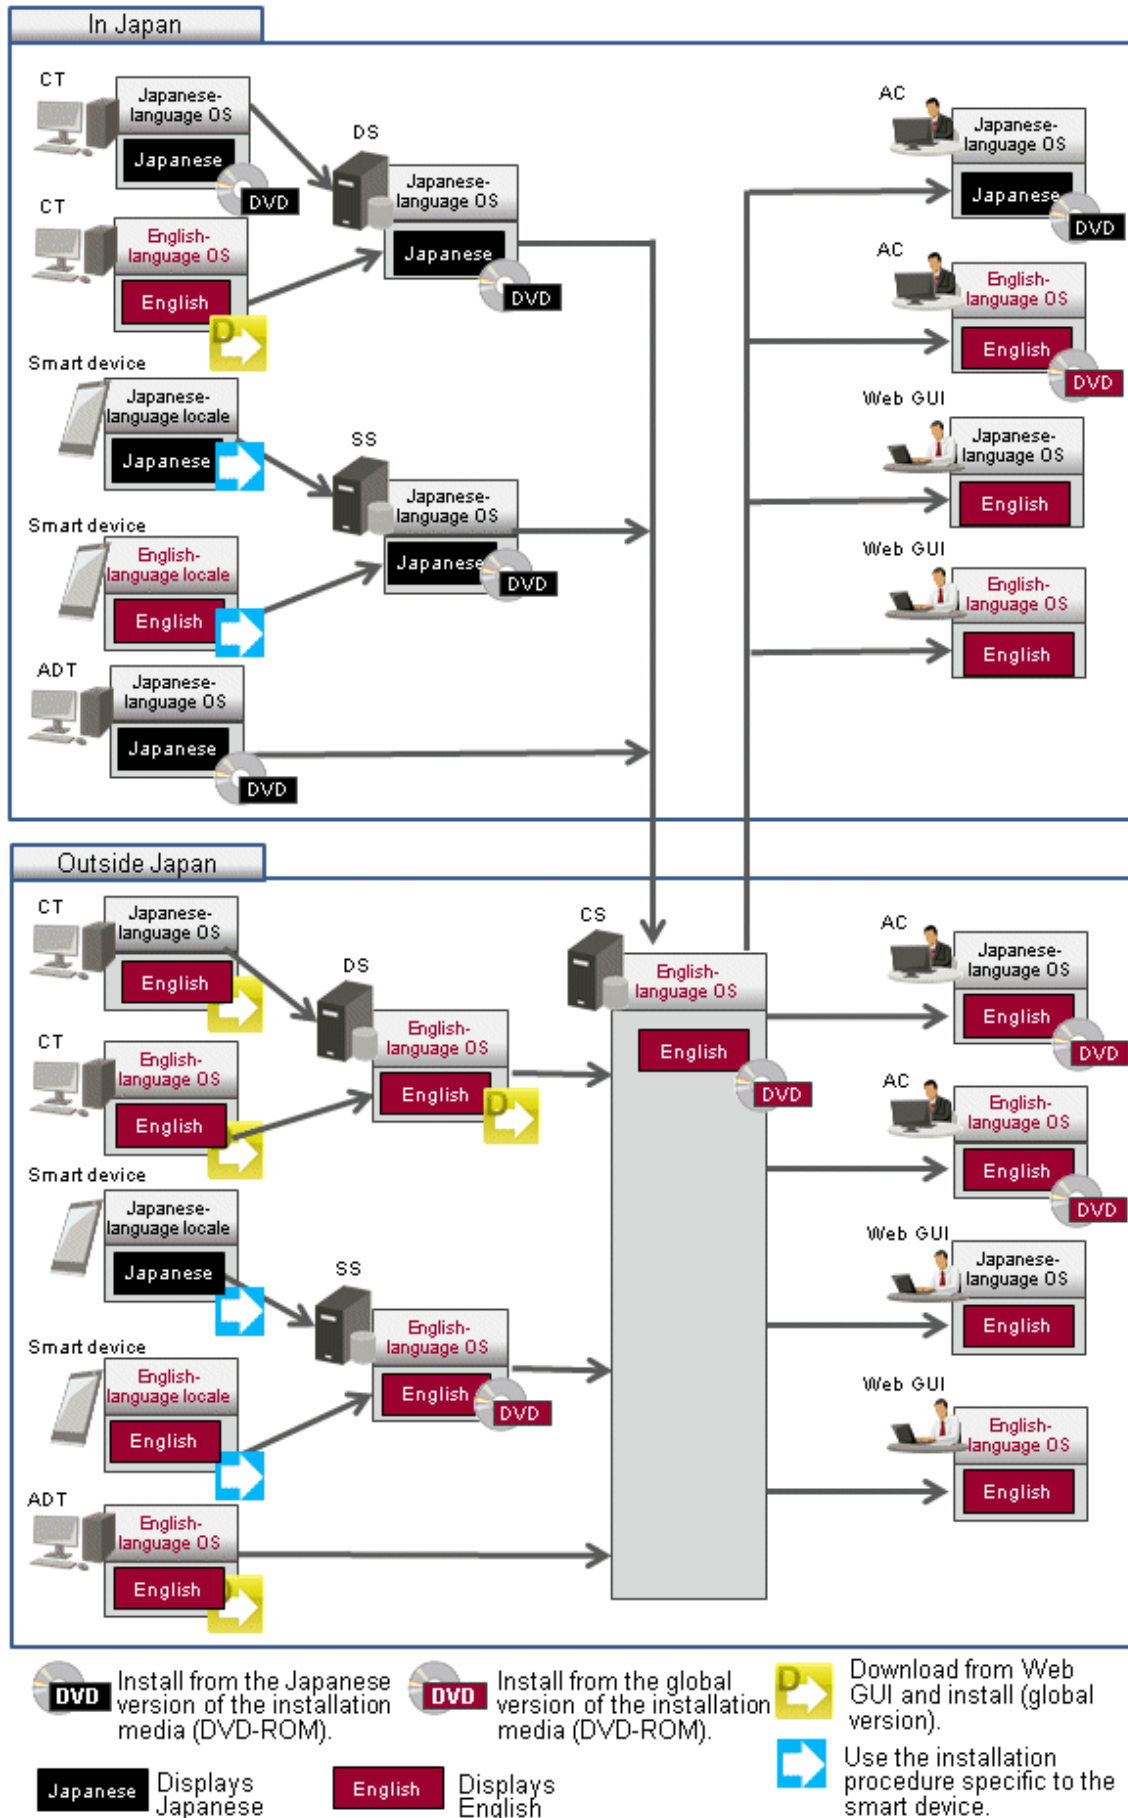 In Japan
CT
Japanese-
language OS
Japanese
DVD
CT
English-
language OS
English
D
DS
Japanese-
language OS
Japanese
DVD
Smart device
Japanese-
language locale
Japanese
Smart device
English-
language locale
English
SS
Japanese-
language OS
Japanese
DVD
ADT
Japanese-
language OS
Japanese
DVD
AC
Japanese-
language OS
Japanese
DVD
AC
English-
language OS
English
DVD
Web GUI
Japanese-
language OS
English
Web GUI
English-
language OS
English
Outside Japan
CT
Japanese-
language OS
English
CT
English-
language OS
English
DS
English-
language OS
English
D
Smart device
Japanese-
language locale
Japanese
Smart device
English-
language locale
English
SS
English-
language OS
English
DVD
ADT
English-
language OS
English
CS
English-
language OS
English
DVD
AC
Japanese-
language OS
English
DVD
AC
English-
language OS
English
DVD
Web GUI
Japanese-
language OS
English
Web GUI
English-
language OS
English
DVD
Install from the Japanese
version of the installation
media (DVD-ROM).
DVD
Install from the global
version of the installation
media (DVD-ROM).
D
Download from Web
GUI and install (global
version).
Japanese
Displays
Japanese
English
Displays
English
Use the installation
procedure specific to the
smart device.